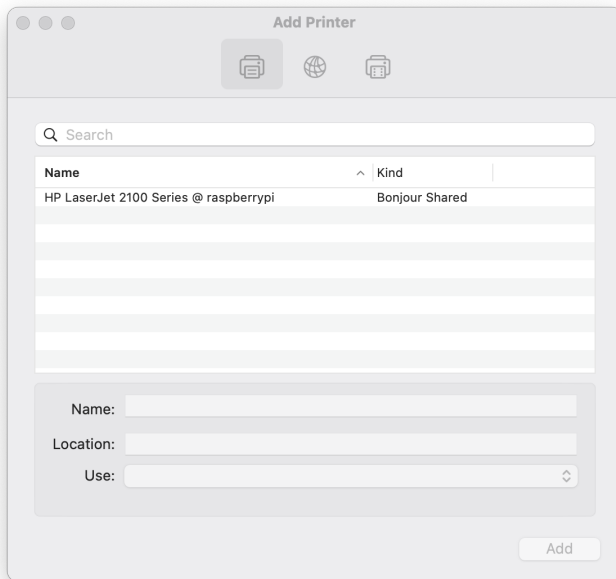 Add Printer
Search
Name Kind
HP LaserJet 2100 Series @ raspberrypi Bonjour Shared
Name:
Location:
Use:
Add